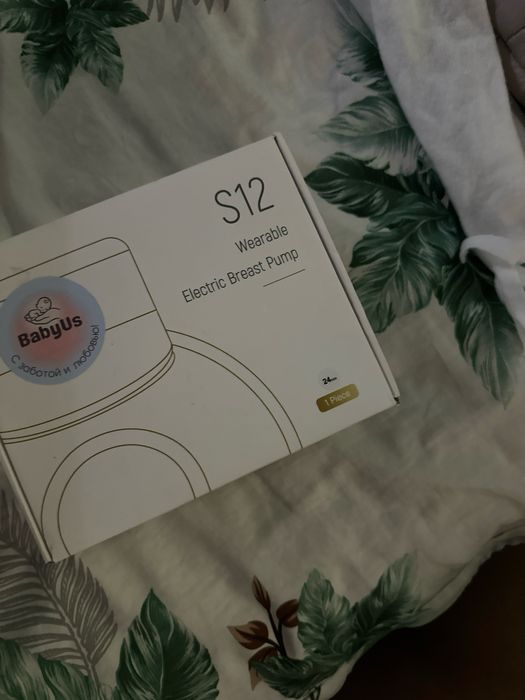 S12
Wearable
Electric Breast Pump
BabyUs
С заботой и любовью!
24mm
1 Piece